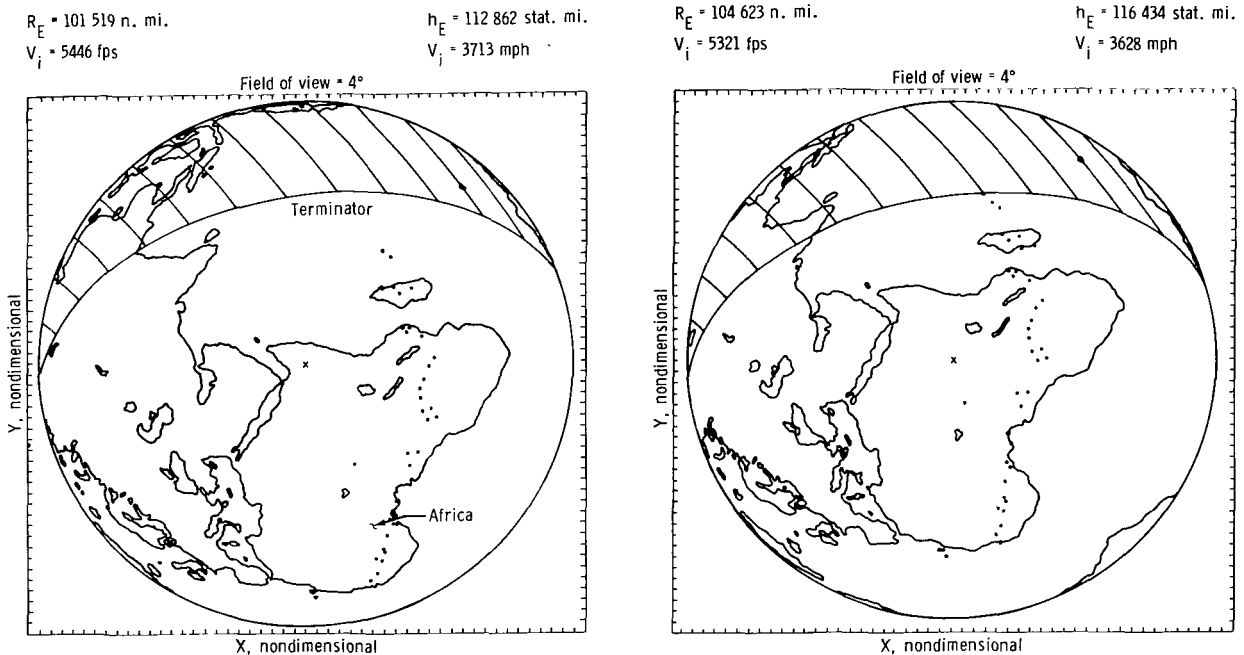 R_E = 101 519 n. mi.
h_E = 112 862 stat. mi.
V_i = 5446 fps
V_i = 3713 mph
Field of view = 4°
Terminator
Africa
Y, nondimensional
X, nondimensional
R_E = 104 623 n. mi.
h_E = 116 434 stat. mi.
V_i = 5321 fps
V_i = 3628 mph
Field of view = 4°
Y, nondimensional
X, nondimensional